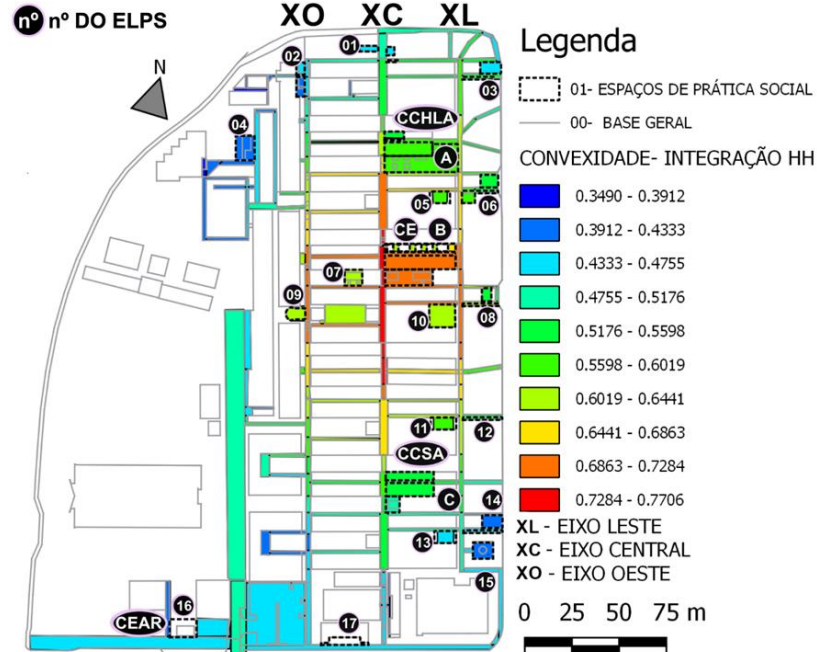 nº nº DO ELPS
XO XC XL
N
01
02
03
04
CCHLA
A
05
06
CE B
07
08
09
10
11
12
CCSA
C
13
14
15
16
CEAR
17
Legenda
01- ESPAÇOS DE PRÁTICA SOCIAL
00- BASE GERAL
CONVEXIDADE- INTEGRAÇÃO HH
0.3490 - 0.3912
0.3912 - 0.4333
0.4333 - 0.4755
0.4755 - 0.5176
0.5176 - 0.5598
0.5598 - 0.6019
0.6019 - 0.6441
0.6441 - 0.6863
0.6863 - 0.7284
0.7284 - 0.7706
XL - EIXO LESTE
XC - EIXO CENTRAL
XO - EIXO OESTE
0 25 50 75 m